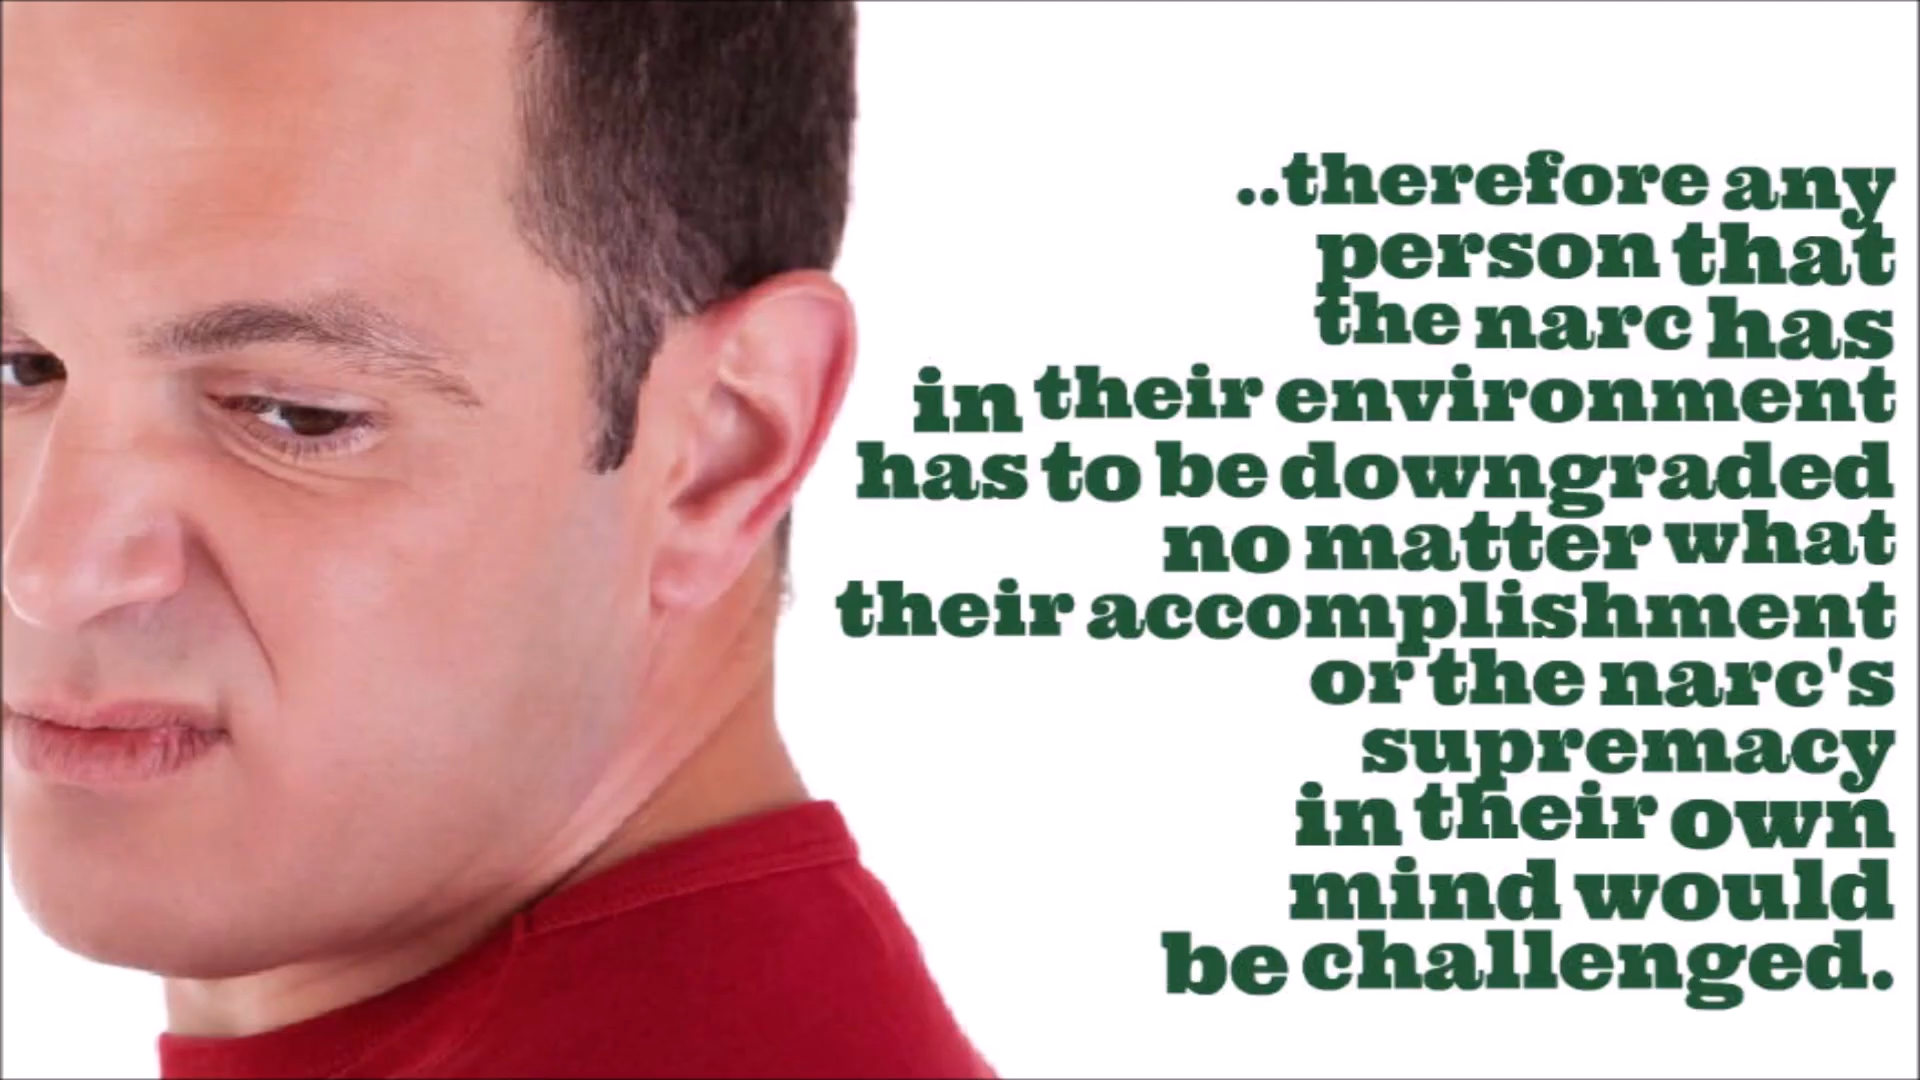 ..therefore any
person that
the narc has
in their environment
has to be downgraded
no matter what
their accomplishment
or the narc's
supremacy
in their own
mind would
be challenged.